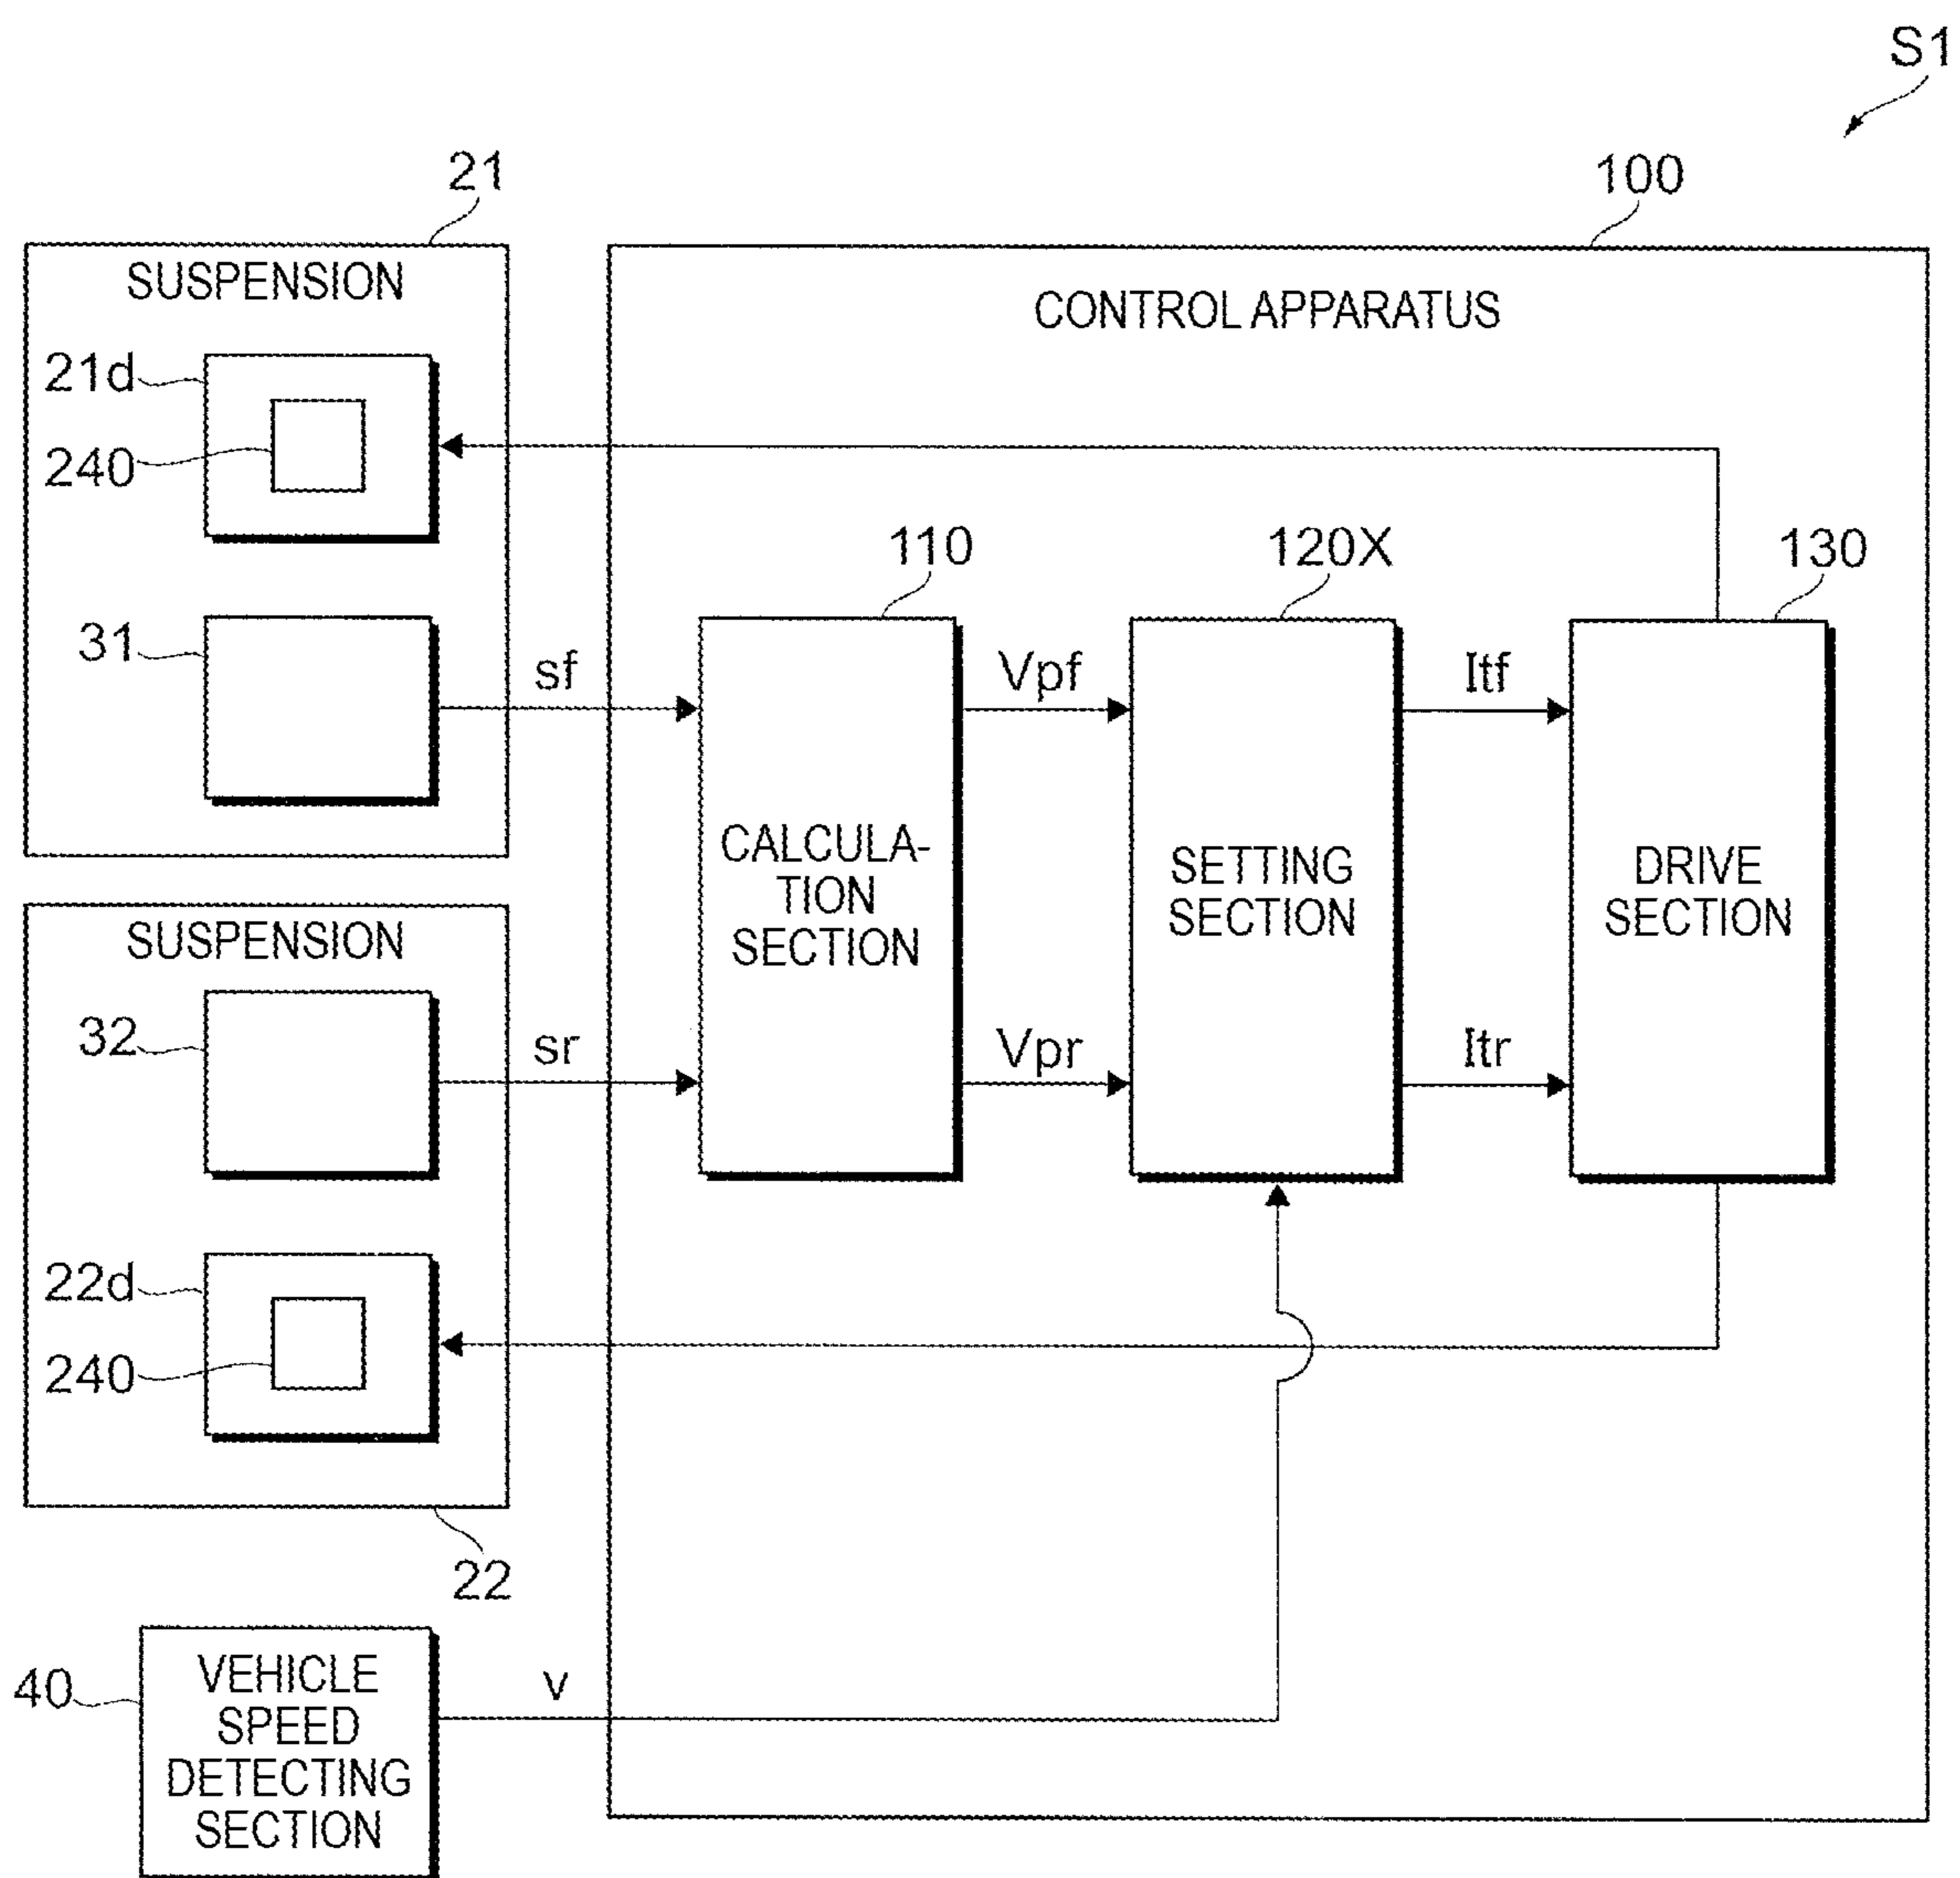 S1
21
100
SUSPENSION
CONTROL APPARATUS
21d
240
110
120X
130
31
sf
Vpf
Itf
CALCULA-
TION
SECTION
SETTING
SECTION
DRIVE
SECTION
SUSPENSION
32
sr
Vpr
Itr
22d
240
22
40
VEHICLE
SPEED
DETECTING
SECTION
v